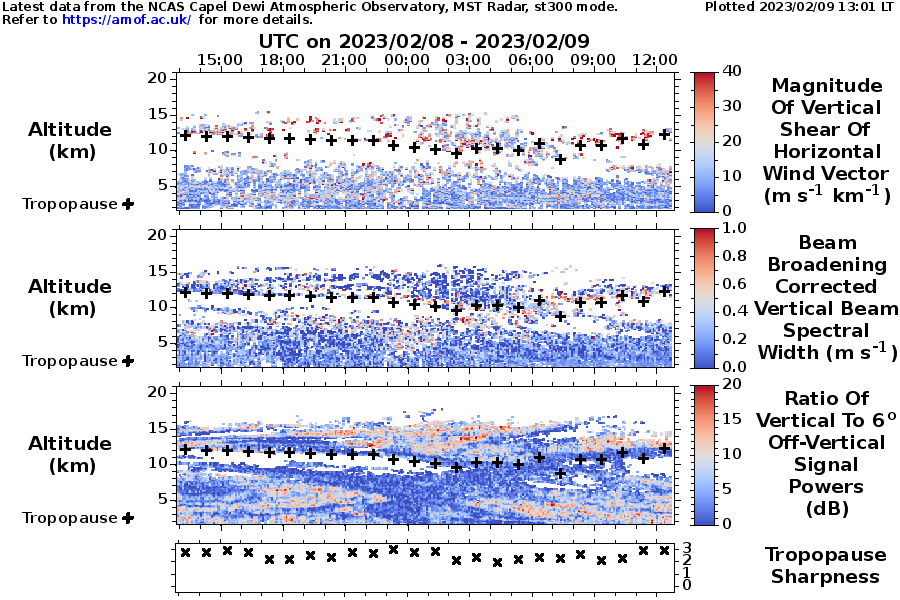 Latest data from the NCAS Capel Dewi Atmospheric Observatory, MST Radar, st300 mode.
Plotted 2023/02/09 13:01 LT
Refer to https://amof.ac.uk/ for more details.
UTC on 2023/02/08 - 2023/02/09
15:00 18:00 21:00 00:00 03:00 06:00 09:00 12:00
20
15
10
5
Altitude
(km)
Tropopause
40
30
20
10
0
Magnitude
Of Vertical
Shear Of
Horizontal
Wind Vector
(m s⁻¹ km⁻¹)
20
15
10
5
Altitude
(km)
Tropopause
1.0
0.8
0.6
0.4
0.2
0.0
Beam
Broadening
Corrected
Vertical Beam
Spectral
Width (m s⁻¹)
20
15
10
5
Altitude
(km)
Tropopause
20
15
10
5
0
Ratio Of
Vertical To 6°
Off-Vertical
Signal
Powers
(dB)
3
2
1
0
Tropopause
Sharpness